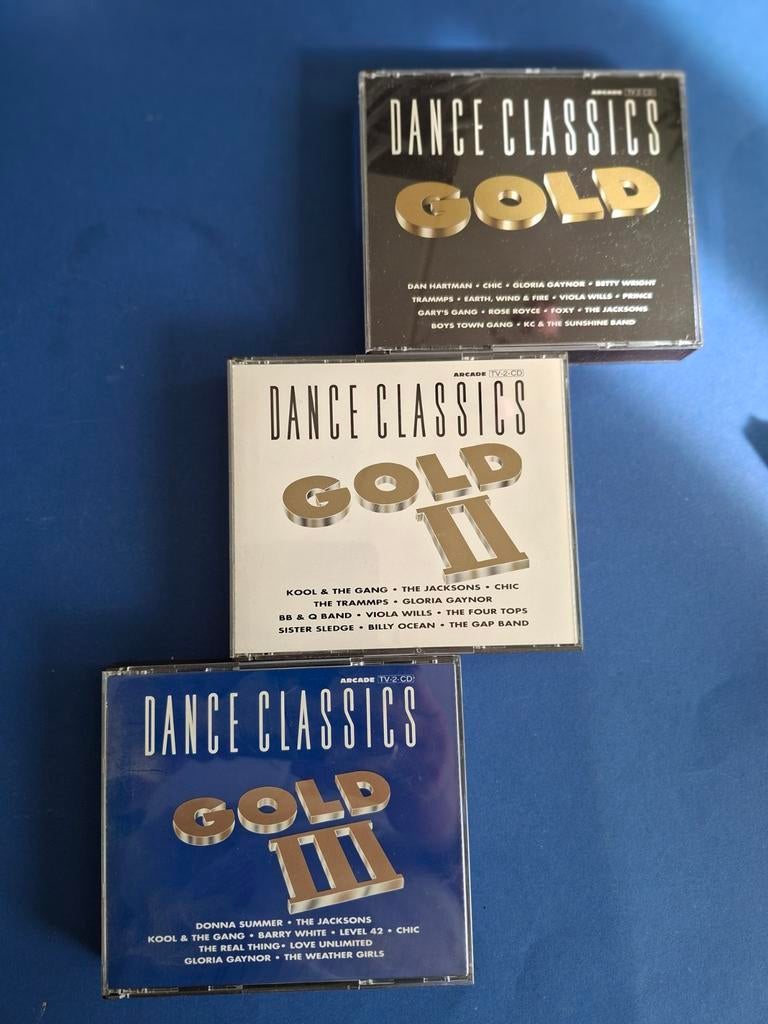 ARCADE TV-2-CD
DANCE CLASSICS
GOLD
DAN HARTMAN • CHIC • GLORIA GAYNOR • BETTY WRIGHT
TRAMMPS • EARTH, WIND & FIRE • VIOLA WILLS • PRINCE
GARY'S GANG • ROSE ROYCE • FOXY • THE JACKSONS
BOYS TOWN GANG • KC & THE SUNSHINE BAND
ARCADE TV-2-CD
DANCE CLASSICS
GOLD
II
KOOL & THE GANG • THE JACKSONS • CHIC
THE TRAMMPS • GLORIA GAYNOR
BB & Q BAND • VIOLA WILLS • THE FOUR TOPS
SISTER SLEDGE • BILLY OCEAN • THE GAP BAND
ARCADE TV-2-CD
DANCE CLASSICS
GOLD
III
DONNA SUMMER • THE JACKSONS
KOOL & THE GANG • BARRY WHITE • LEVEL 42 • CHIC
THE REAL THING • LOVE UNLIMITED
GLORIA GAYNOR • THE WEATHER GIRLS